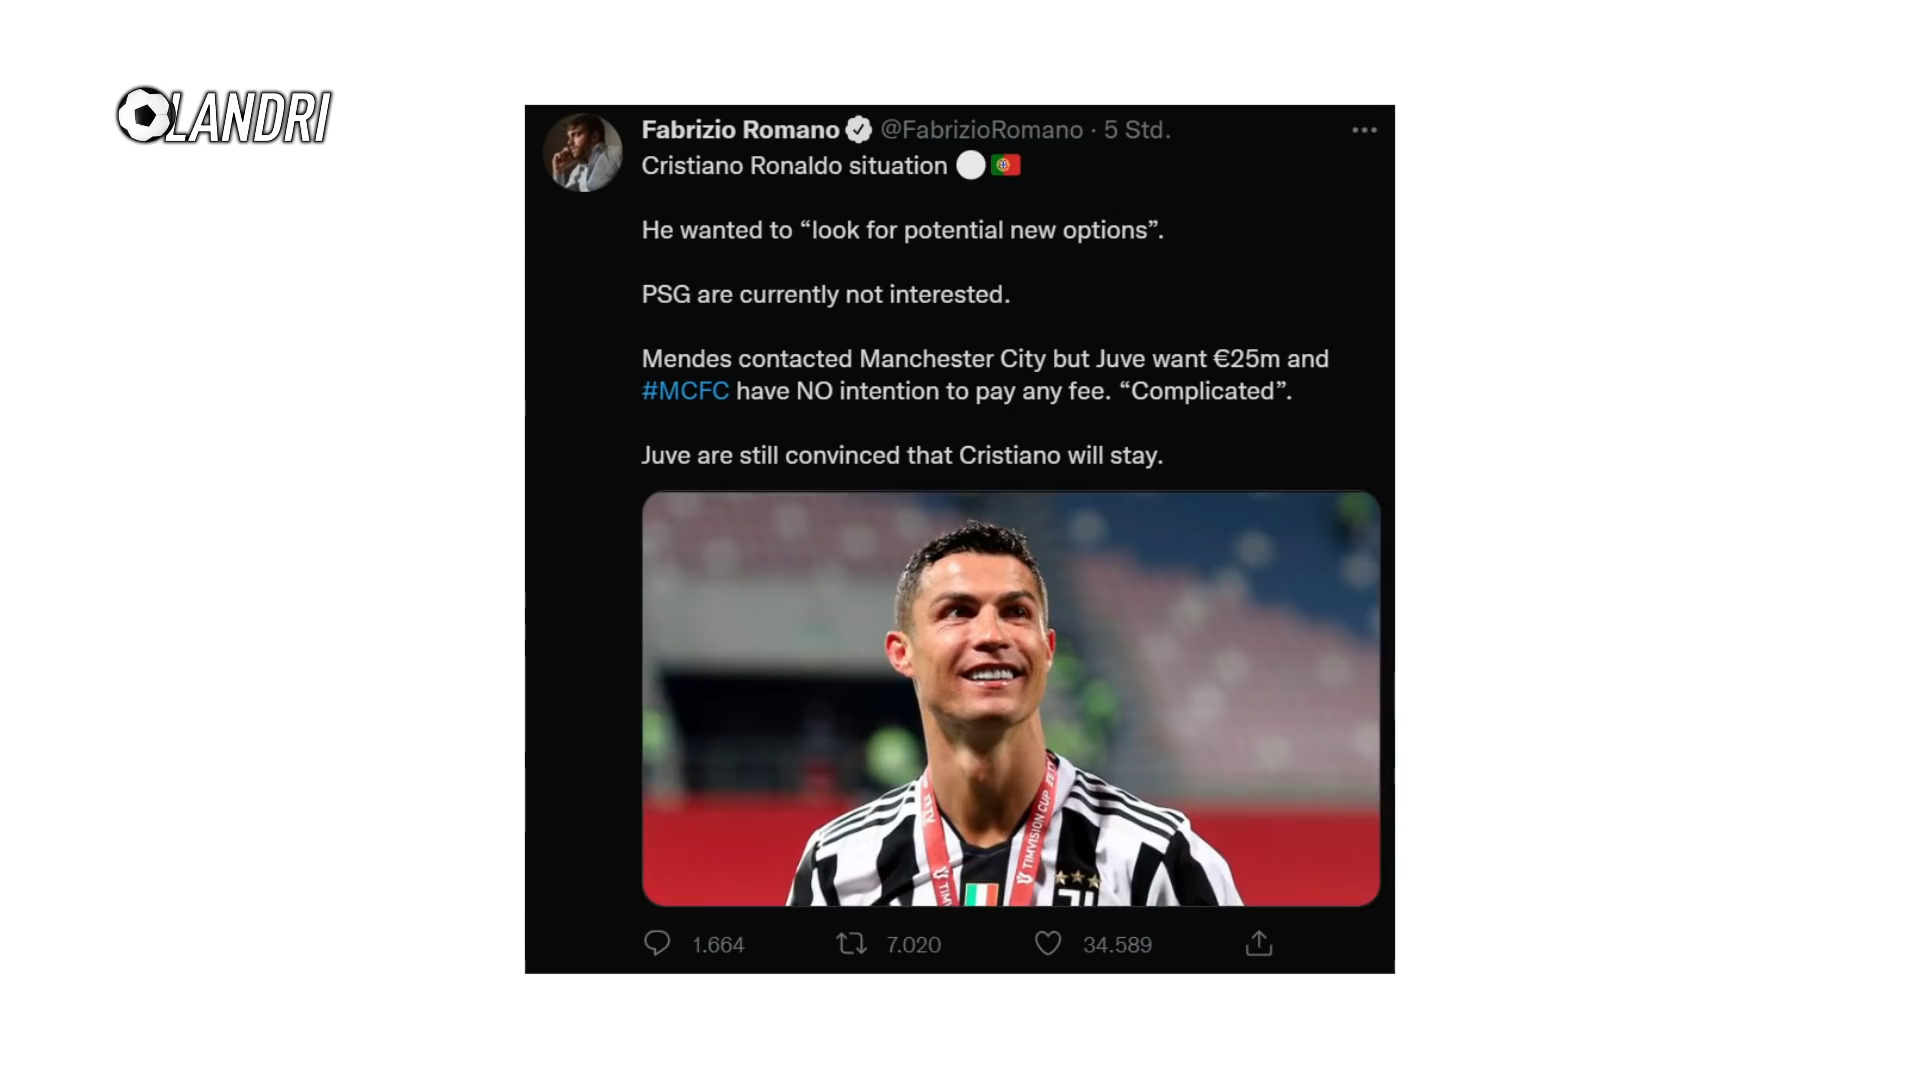 LANDRI
Fabrizio Romano @FabrizioRomano · 5 Std.
Cristiano Ronaldo situation
He wanted to “look for potential new options”.
PSG are currently not interested.
Mendes contacted Manchester City but Juve want €25m and
#MCFC have NO intention to pay any fee. “Complicated”.
Juve are still convinced that Cristiano will stay.
TIMVISION CUP
1.664 7.020 34.589